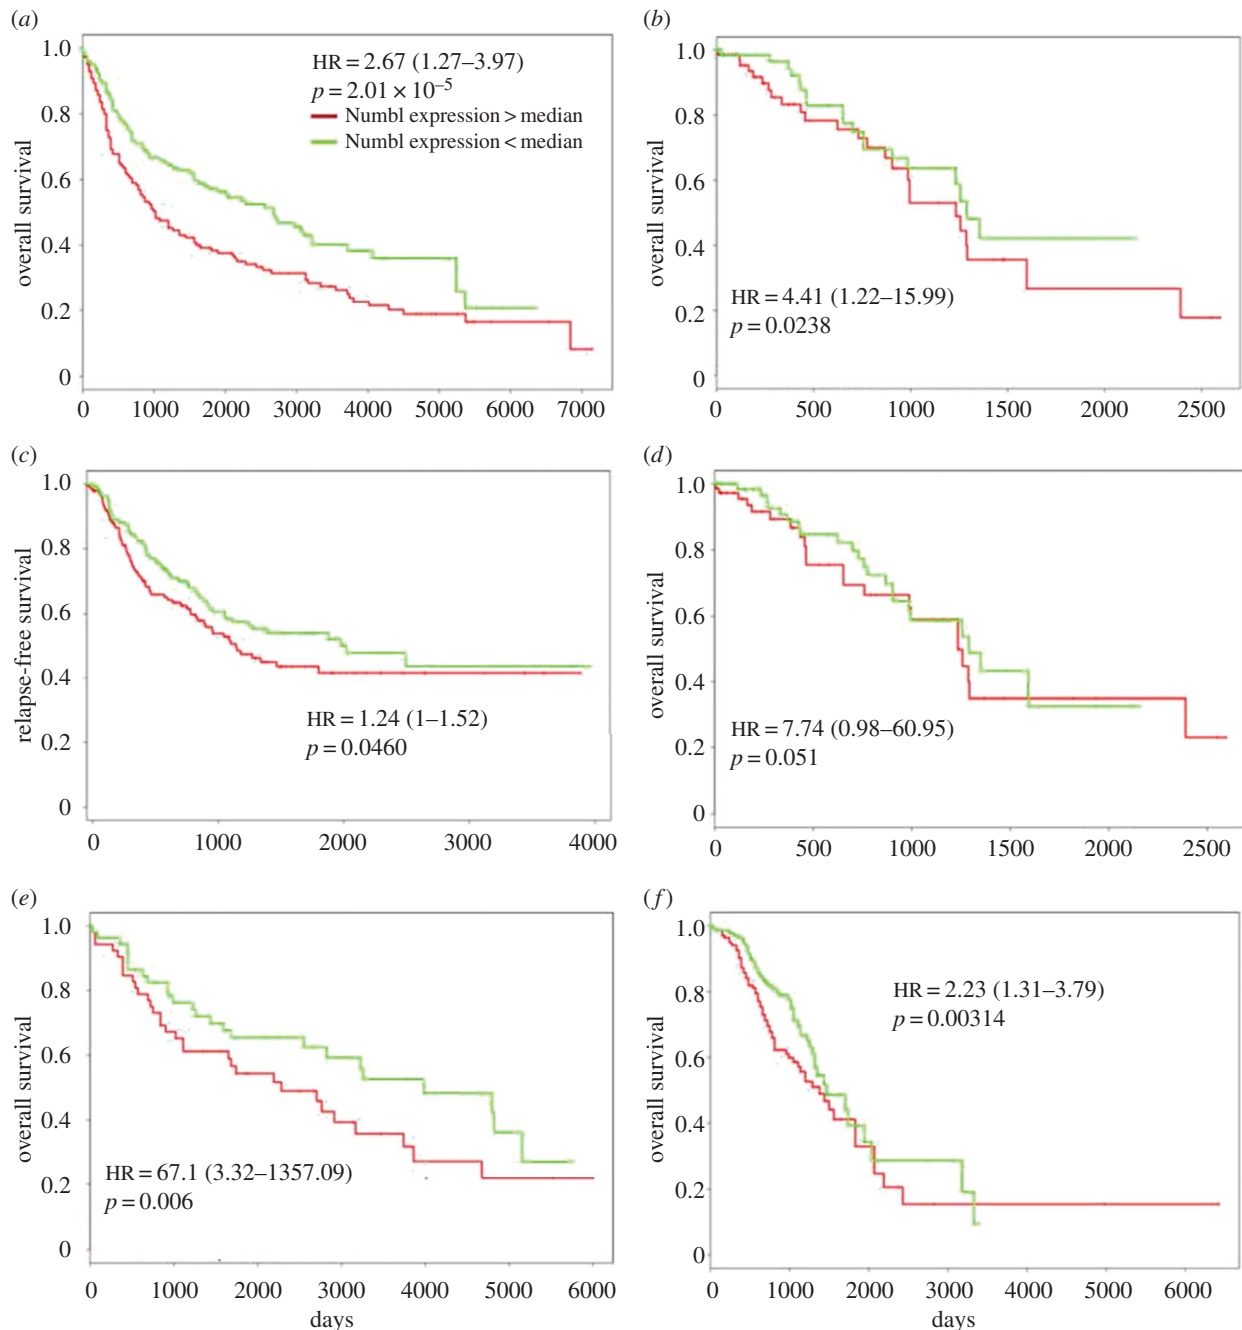 (a)
1.0
0.8
0.6
0.4
0.2
0
overall survival
HR = 2.67 (1.27–3.97)
p = 2.01 × 10–5
Numbl expression > median
Numbl expression < median
0 1000 2000 3000 4000 5000 6000 7000
(b)
1.0
0.8
0.6
0.4
0.2
0
overall survival
HR = 4.41 (1.22–15.99)
p = 0.0238
0 500 1000 1500 2000 2500
(c)
1.0
0.8
0.6
0.4
0.2
0
relapse-free survival
HR = 1.24 (1–1.52)
p = 0.0460
0 1000 2000 3000 4000
(d)
1.0
0.8
0.6
0.4
0.2
0
overall survival
HR = 7.74 (0.98–60.95)
p = 0.051
0 500 1000 1500 2000 2500
(e)
1.0
0.8
0.6
0.4
0.2
0
overall survival
HR = 67.1 (3.32–1357.09)
p = 0.006
0 1000 2000 3000 4000 5000 6000
days
(f)
1.0
0.8
0.6
0.4
0.2
0
overall survival
HR = 2.23 (1.31–3.79)
p = 0.00314
0 1000 2000 3000 4000 5000 6000
days